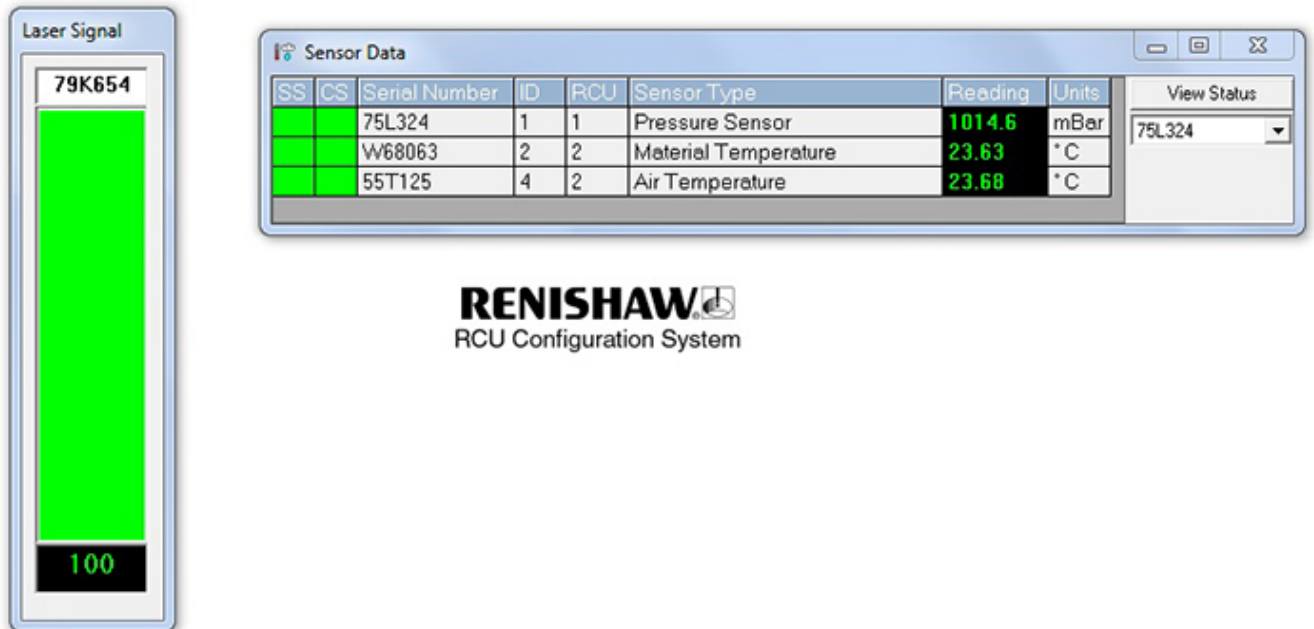 Laser Signal
79K654
100
Sensor Data
SS CS Serial Number ID RCU Sensor Type Reading Units
75L324 1 1 Pressure Sensor 1014.6 mBar
W68063 2 2 Material Temperature 23.63 °C
55T125 4 2 Air Temperature 23.68 °C
View Status
75L324
RENISHAW.
RCU Configuration System